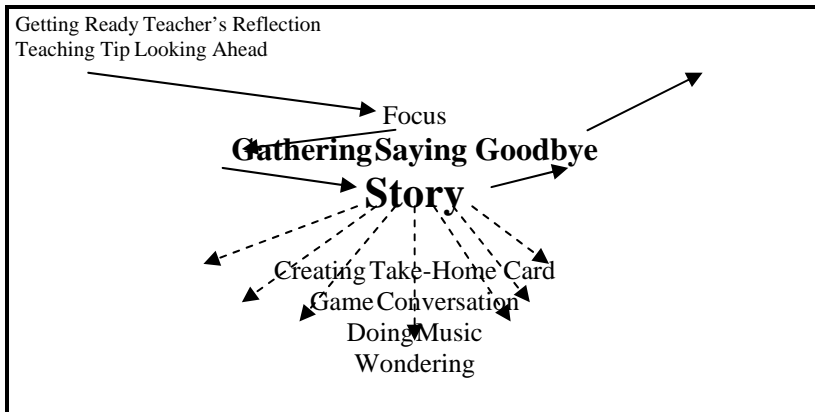 Getting Ready Teacher’s Reflection
Teaching Tip Looking Ahead
Focus
Gathering Saying Goodbye
Story
Creating Take-Home Card
Game Conversation
Doing Music
Wondering